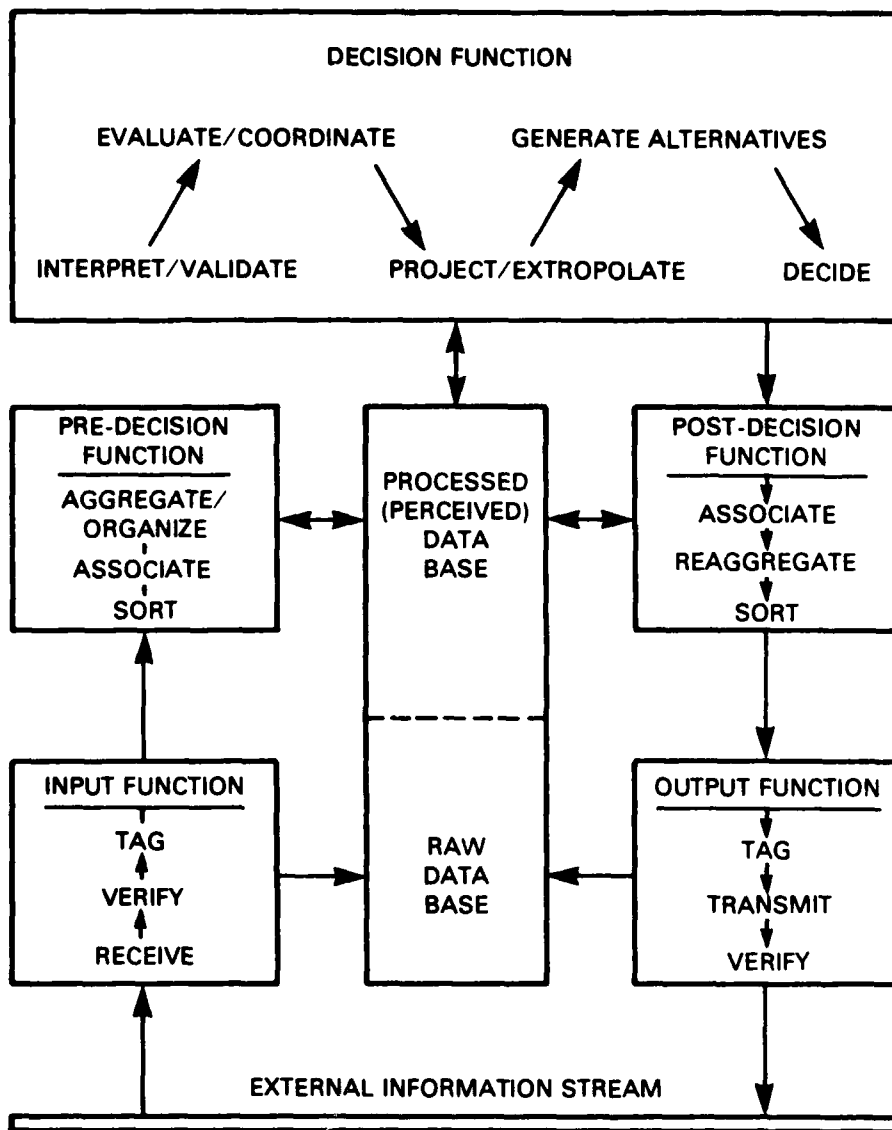 DECISION FUNCTION
EVALUATE/COORDINATE
GENERATE ALTERNATIVES
INTERPRET/VALIDATE
PROJECT/EXTROPOLATE
DECIDE
PRE-DECISION
FUNCTION
AGGREGATE/
ORGANIZE
ASSOCIATE
SORT
PROCESSED
(PERCEIVED)
DATA
BASE
POST-DECISION
FUNCTION
ASSOCIATE
REAGGREGATE
SORT
INPUT FUNCTION
TAG
VERIFY
RECEIVE
RAW
DATA
BASE
OUTPUT FUNCTION
TAG
TRANSMIT
VERIFY
EXTERNAL INFORMATION STREAM